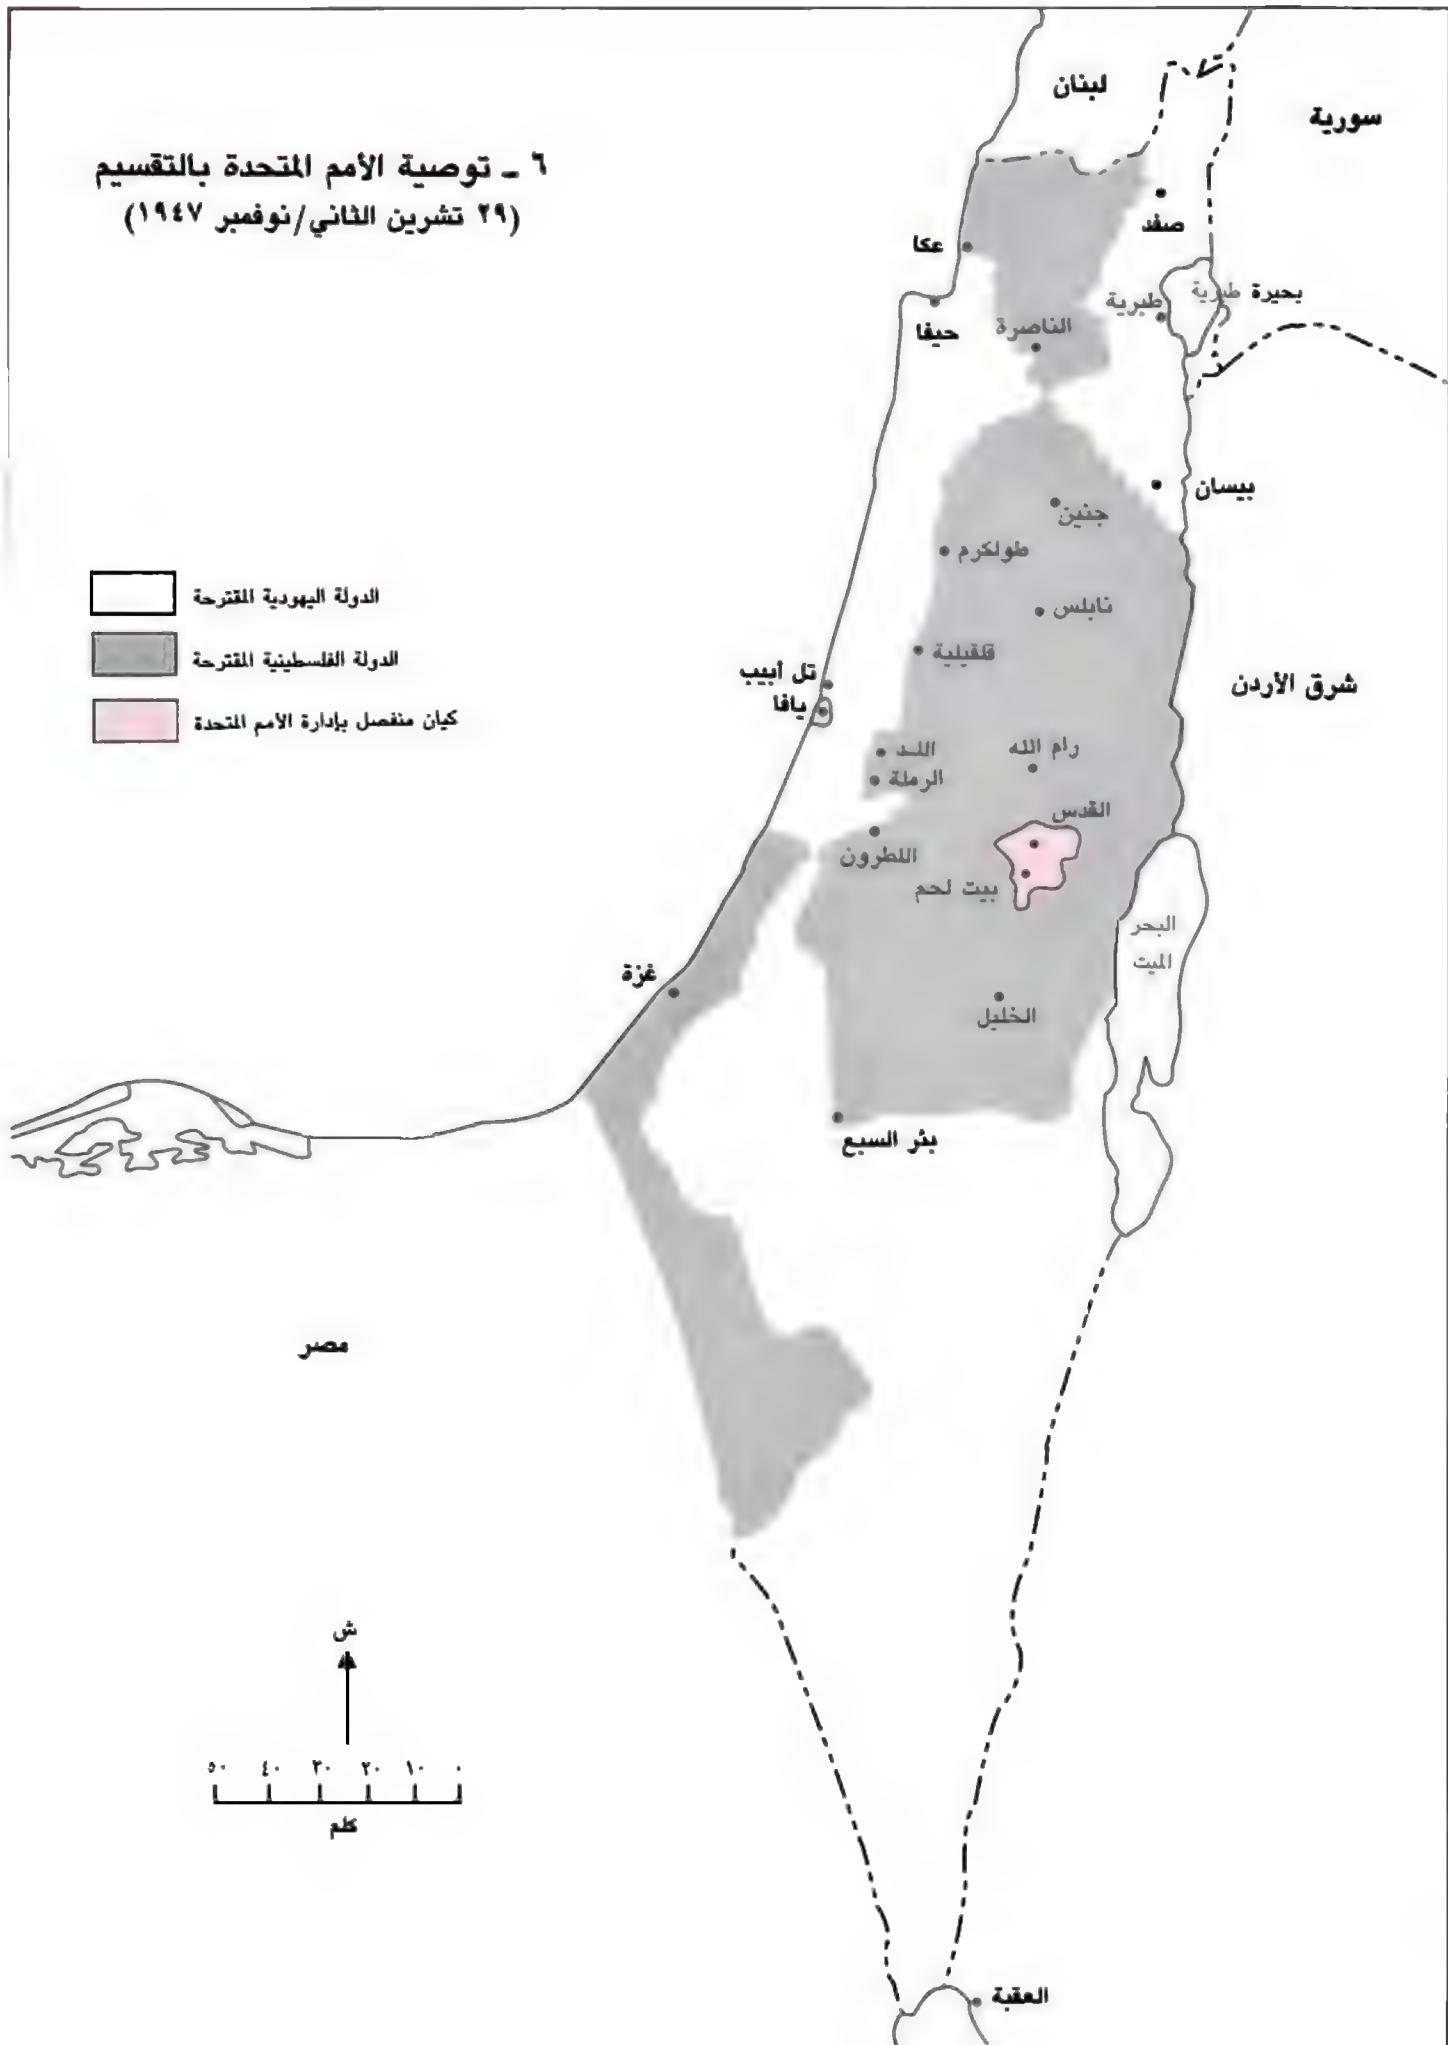 ٦ ـ توصية الأمم المتحدة بالتقسيم
(٢٩ تشرين الثاني/نوفمبر ١٩٤٧)
لبنان
سورية
صفد
عكا
بحيرة طبرية
طبرية
حيفا
الناصرة
بيسان
جنين
طولكرم
نابلس
قلقيلية
الدولة اليهودية المقترحة
الدولة الفلسطينية المقترحة
كيان منفصل بإدارة الأمم المتحدة
تل أبيب
يافا
شرق الأردن
اللد
رام الله
الرملة
القدس
اللطرون
بيت لحم
البحر
الميت
غزة
الخليل
بئر السبع
مصر
ش
٥٠ ٤٠ ٣٠ ٢٠ ١٠ ٠
كلم
العقبة